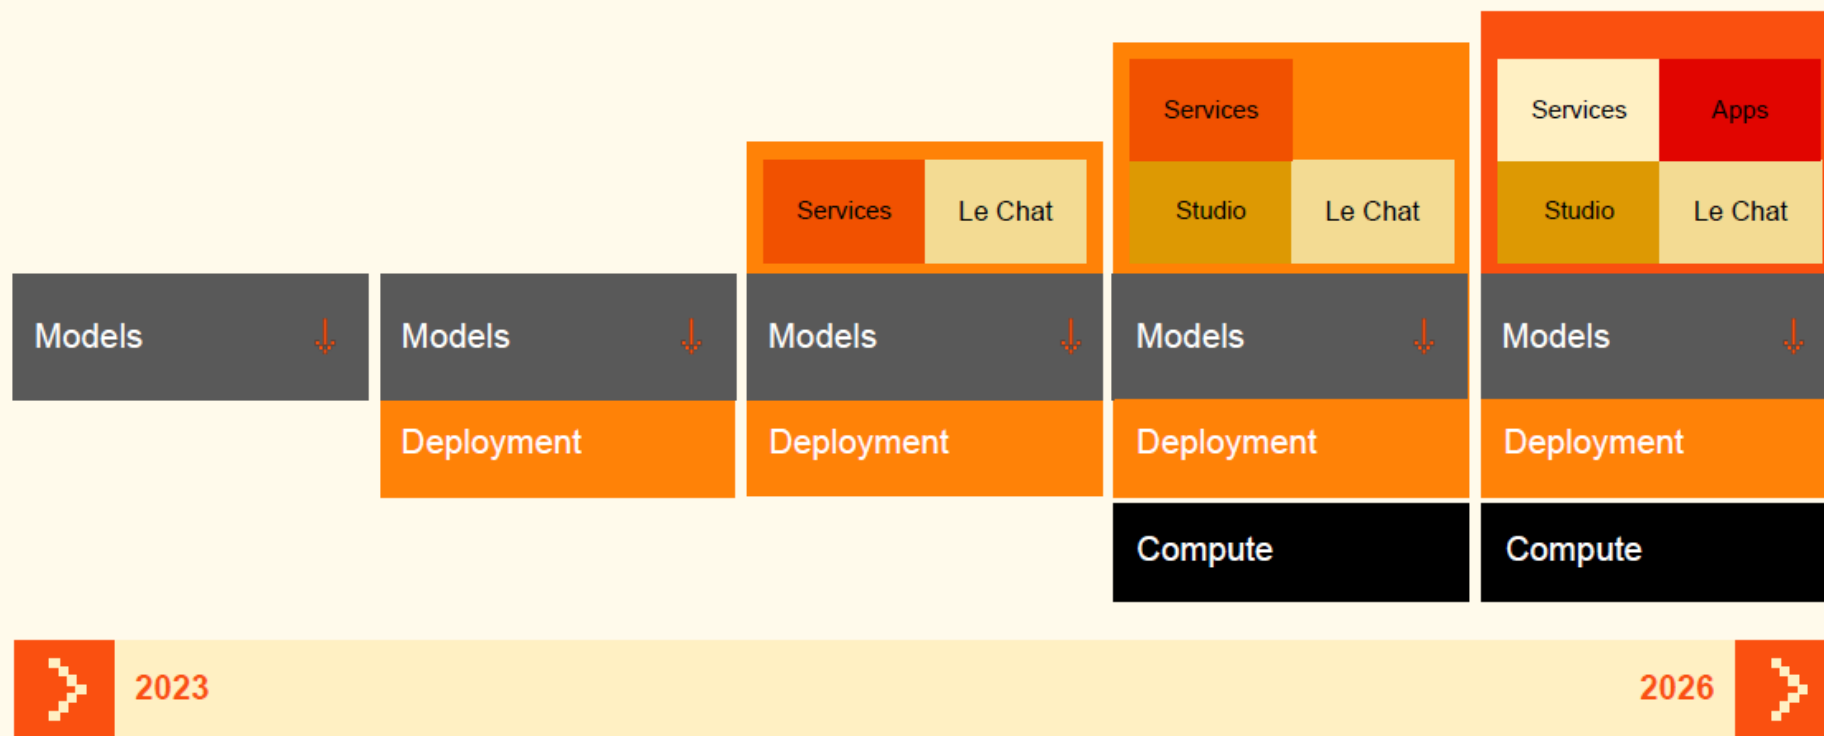 Services
Services Apps
Services Le Chat
Studio Le Chat
Studio Le Chat
Models
Models
Models
Models
Models
Deployment
Deployment
Deployment
Deployment
Compute
Compute
2023
2026